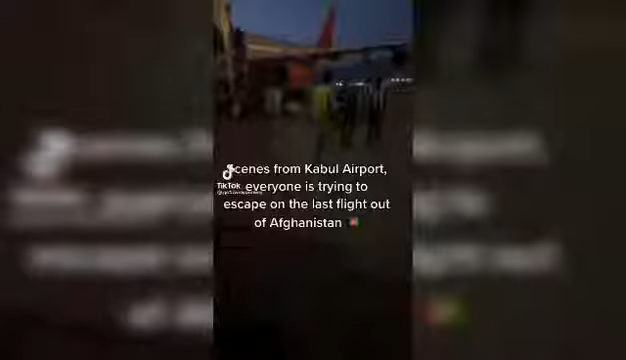 Scenes from Kabul Airport,
TikTok
everyone is trying to
escape on the last flight out
of Afghanistan